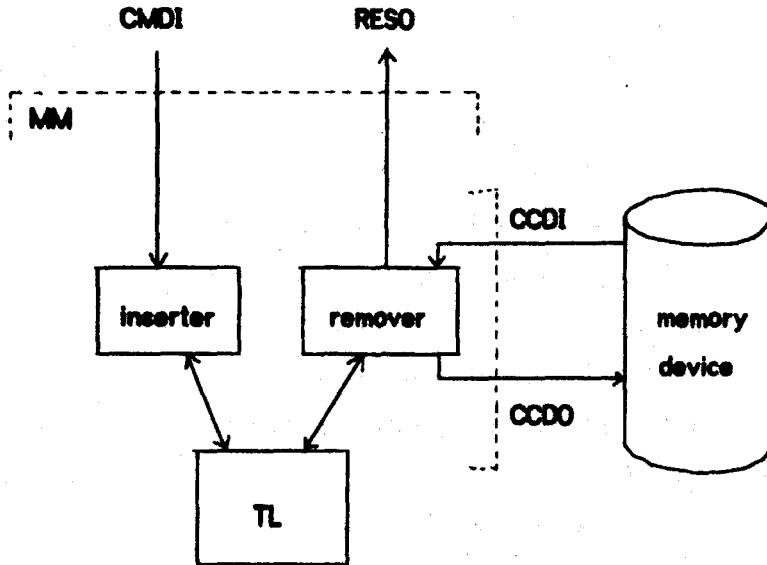 CMDI RESO
MM
CCDI
inserter remover memory
device
CCDO
TL